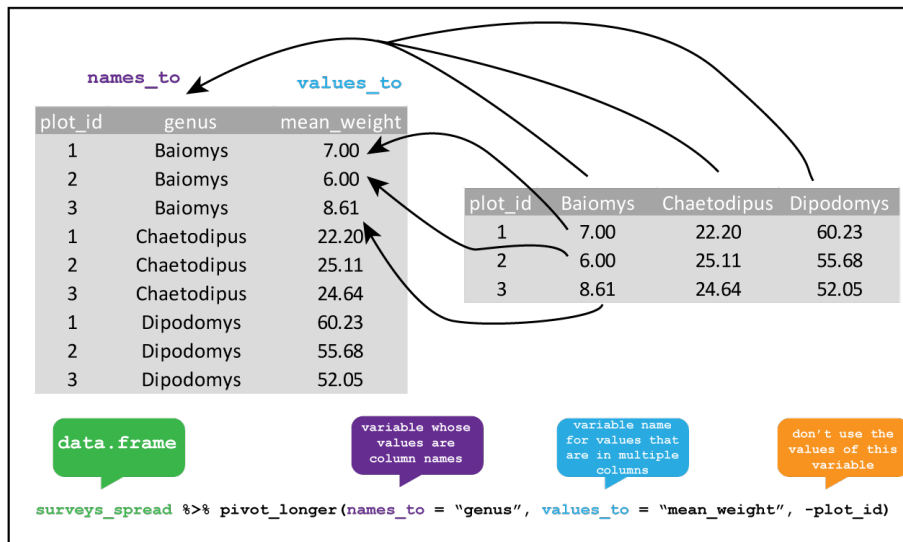 names_to
values_to
plot_id genus mean_weight
1 Baiomys 7.00
2 Baiomys 6.00
3 Baiomys 8.61
1 Chaetodipus 22.20
2 Chaetodipus 25.11
3 Chaetodipus 24.64
1 Dipodomys 60.23
2 Dipodomys 55.68
3 Dipodomys 52.05
plot_id Baiomys Chaetodipus Dipodomys
1 7.00 22.20 60.23
2 6.00 25.11 55.68
3 8.61 24.64 52.05
data.frame
variable whose
values are
column names
variable name
for values that
are in multiple
columns
don't use the
values of this
variable
surveys_spread %>% pivot_longer(names_to = “genus”, values_to = “mean_weight”, -plot_id)